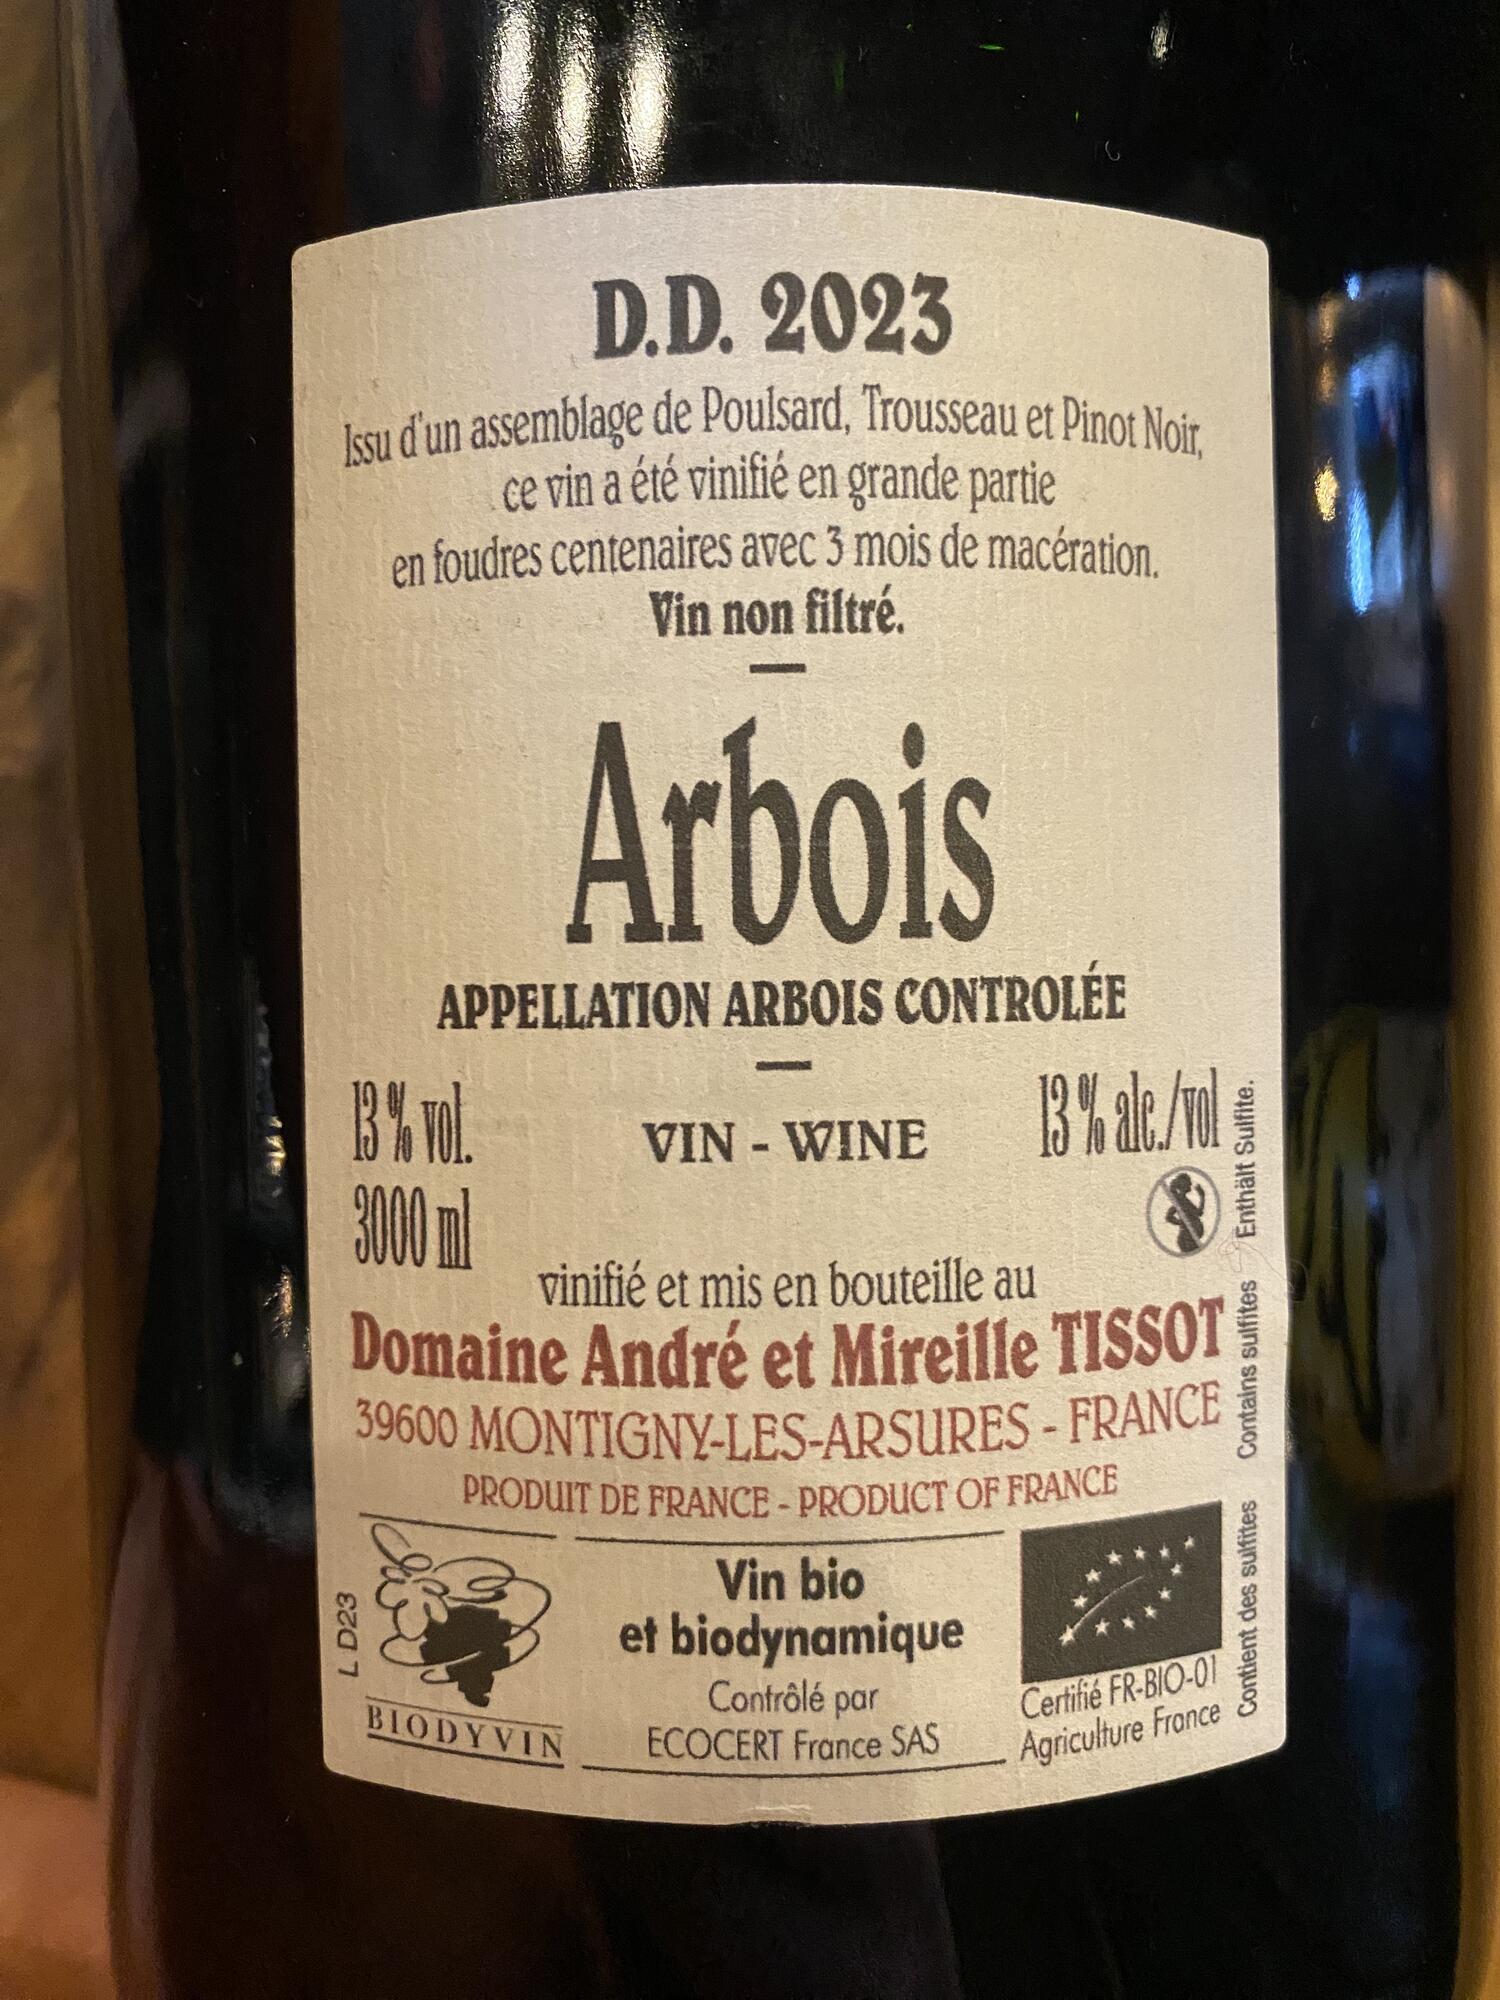 D.D. 2023
Issu d'un assemblage de Poulsard, Trousseau et Pinot Noir,
ce vin a été vinifié en grande partie
en foudres centenaires avec 3 mois de macération.
Vin non filtré.
Arbois
APPELLATION ARBOIS CONTROLÉE
13 % vol.
VIN - WINE
13 % alc./vol
3000 ml
vinifié et mis en bouteille au
Domaine André et Mireille TISSOT
39600 MONTIGNY-LES-ARSURES - FRANCE
PRODUIT DE FRANCE - PRODUCT OF FRANCE
Contient des sulfites Contains sulfites Enthält Sulfite.
L D23
BIODYVIN
Vin bio
et biodynamique
Contrôlé par
ECOCERT France SAS
Certifié FR-BIO-01
Agriculture France